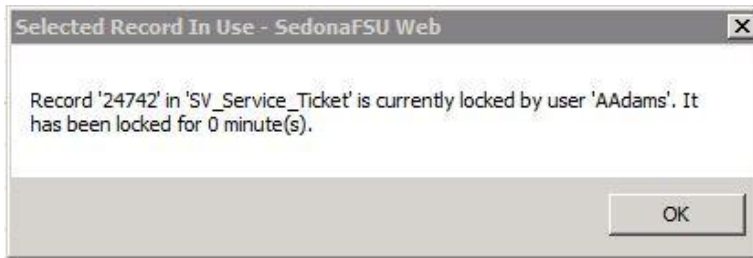 Selected Record In Use - SedonaFSU Web
Record '24742' in 'SV_Service_Ticket' is currently locked by user 'AAdams'. It
has been locked for 0 minute(s).
OK